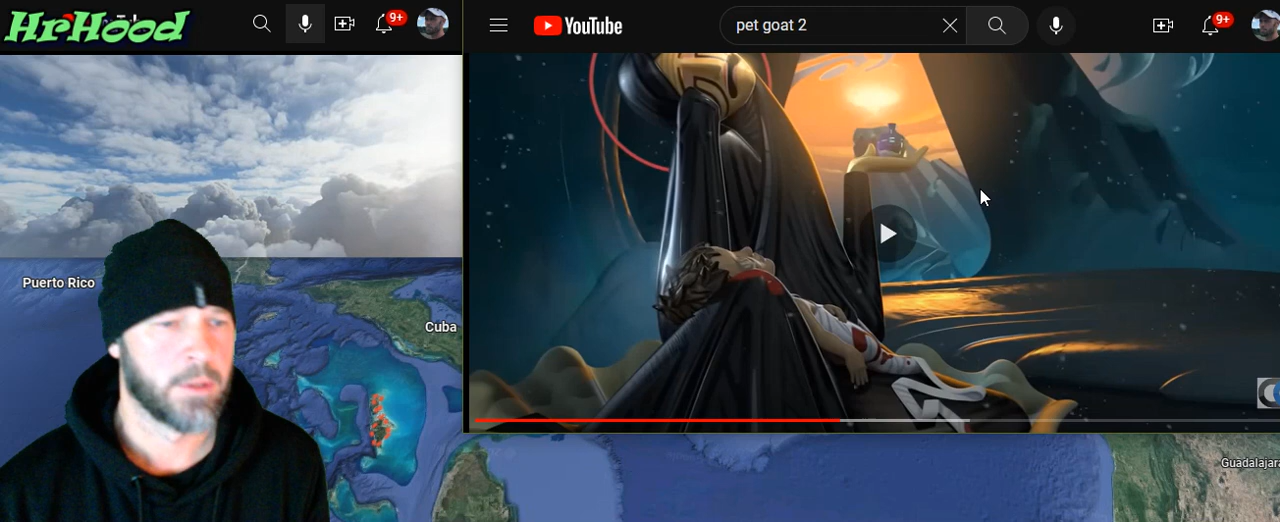 HrHood
9+
YouTube
pet goat 2
9+
Puerto Rico
Cuba
Guadalajara